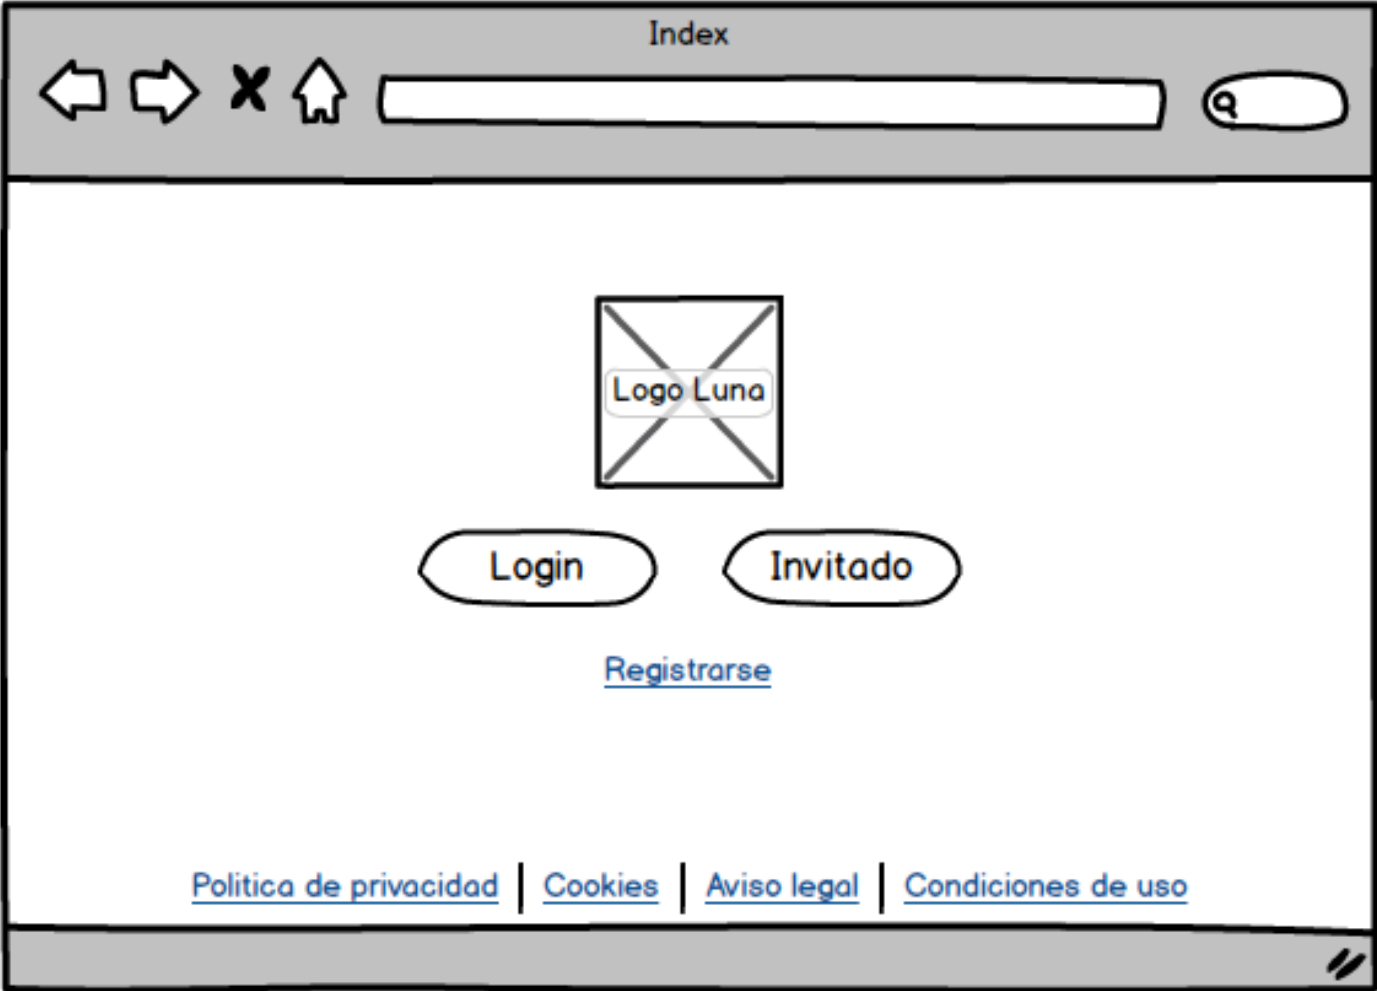 Index
Logo Luna
Login Invitado
Registrarse
Politica de privacidad Cookies Aviso legal Condiciones de uso